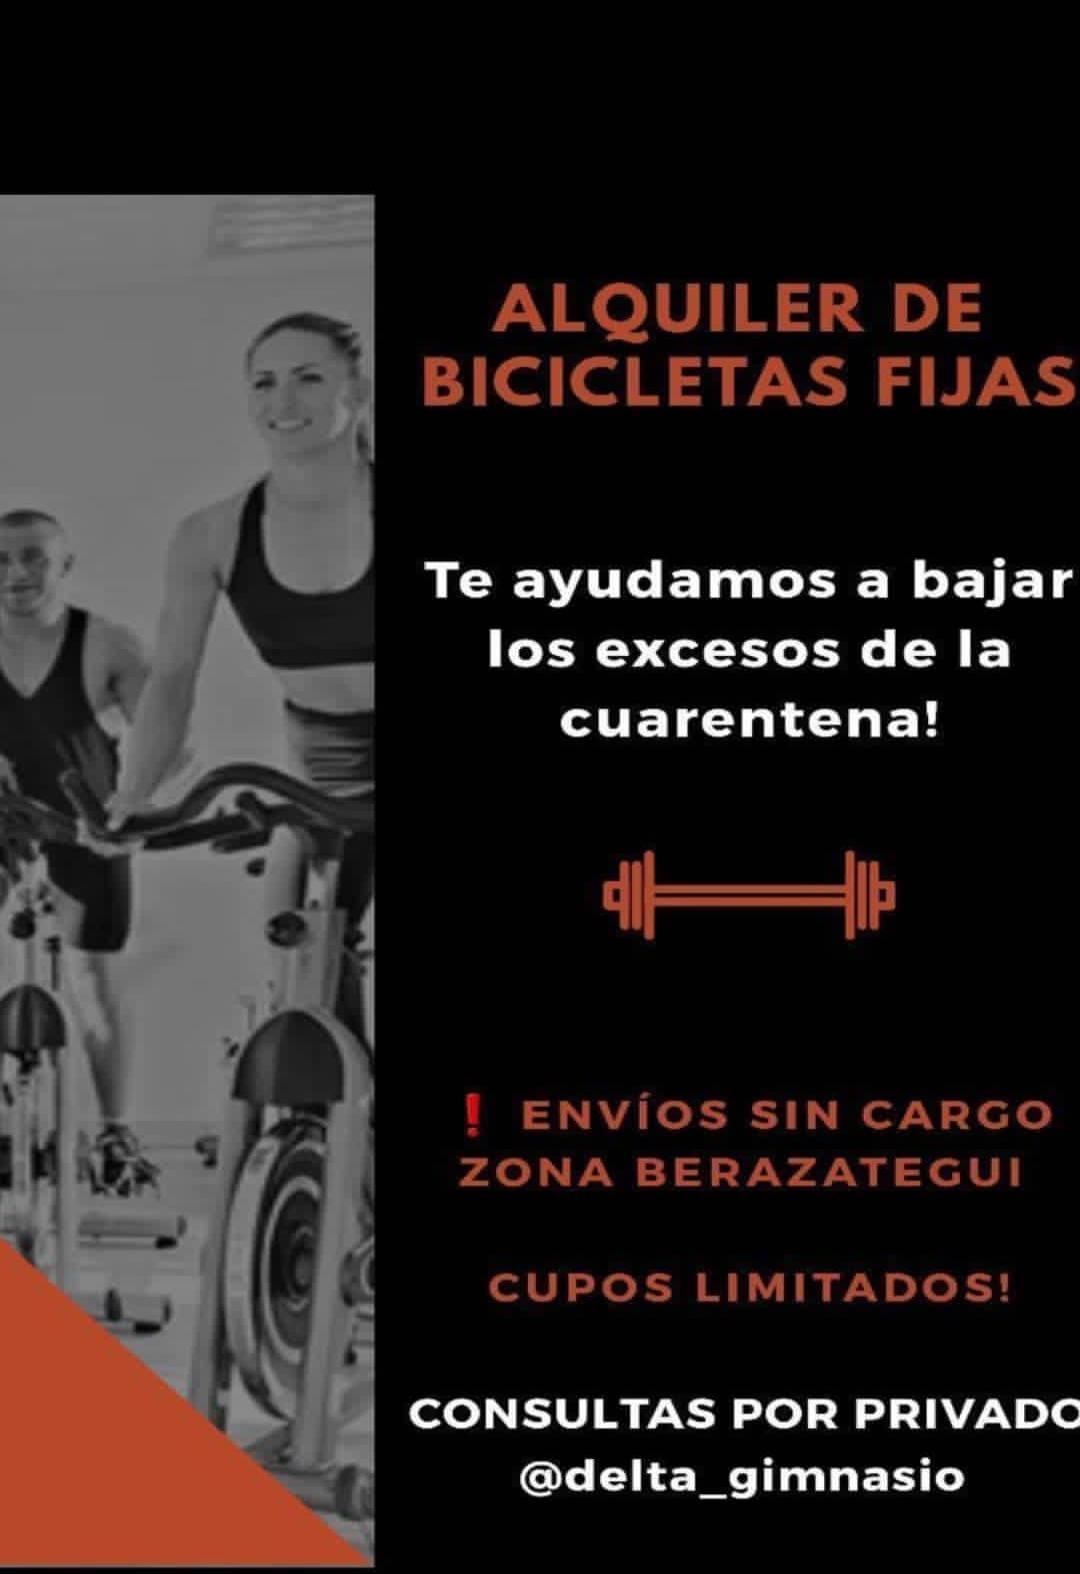 ALQUILER DE
BICICLETAS FIJAS
Te ayudamos a bajar
los excesos de la
cuarentena!
❗ ENVÍOS SIN CARGO
ZONA BERAZATEGUI
CUPOS LIMITADOS!
CONSULTAS POR PRIVADO
@delta_gimnasio